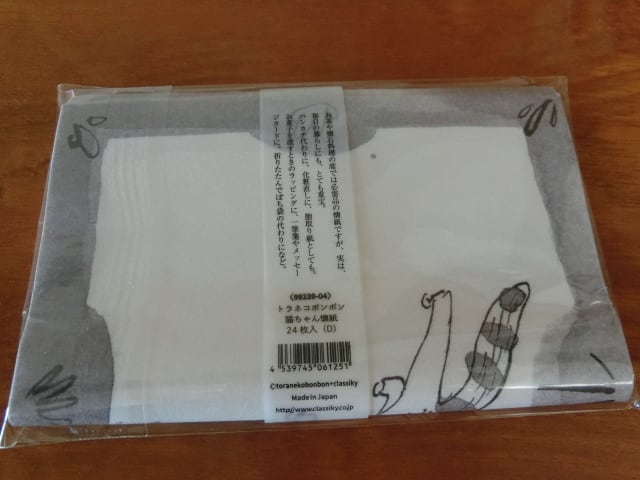 お茶や懐石料理の席では必需品の懐紙ですが、実は、
毎日の暮らしにも、とても重宝。
ハンカチ代わりに、化粧直しに、脂取り紙としても。
お菓子を渡すときのラッピングに、一筆箋やメッセー
ジカードに。折りたたんでぽち袋の代わりになど。
〈99239-04〉
トラネコボンボン
猫ちゃん懐紙
24枚入（D）
4 539745 061251
©toranekobonbon+classiky
Made in Japan
http://www.classiky.co.jp